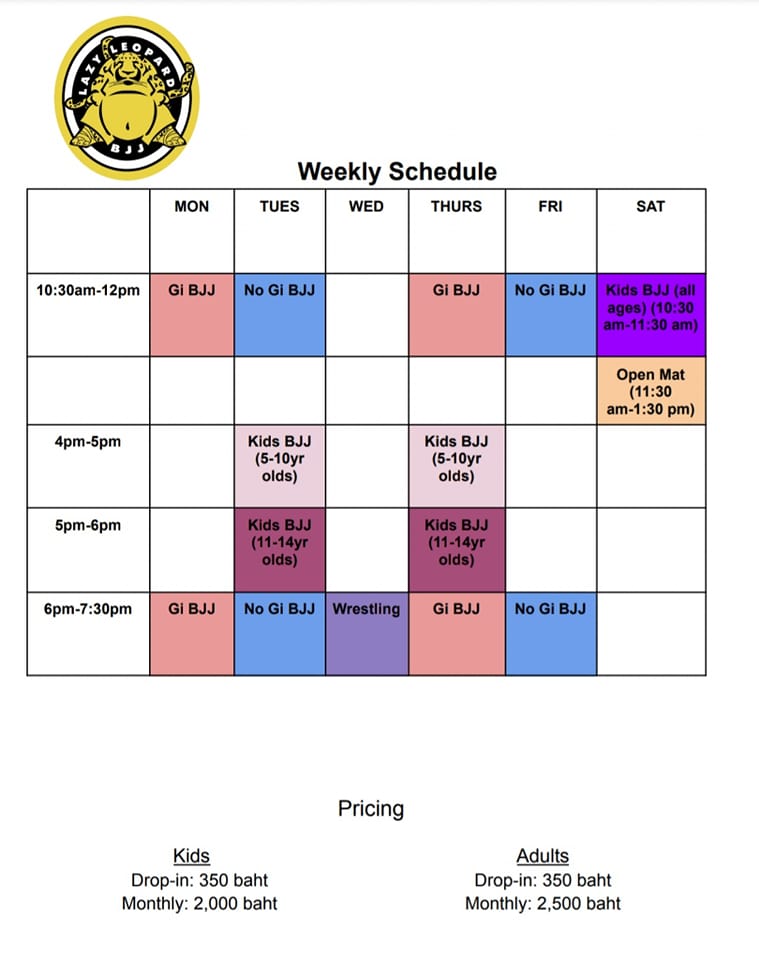 LAZY LEOPARD
BJJ
Weekly Schedule
MON TUES WED THURS FRI SAT
10:30am-12pm Gi BJJ No Gi BJJ Gi BJJ No Gi BJJ Kids BJJ (all
ages) (10:30
am-11:30 am)
Open Mat
(11:30
am-1:30 pm)
4pm-5pm Kids BJJ Kids BJJ
(5-10yr (5-10yr
olds) olds)
5pm-6pm Kids BJJ Kids BJJ
(11-14yr (11-14yr
olds) olds)
6pm-7:30pm Gi BJJ No Gi BJJ Wrestling Gi BJJ No Gi BJJ
Pricing
Kids Adults
Drop-in: 350 baht Drop-in: 350 baht
Monthly: 2,000 baht Monthly: 2,500 baht